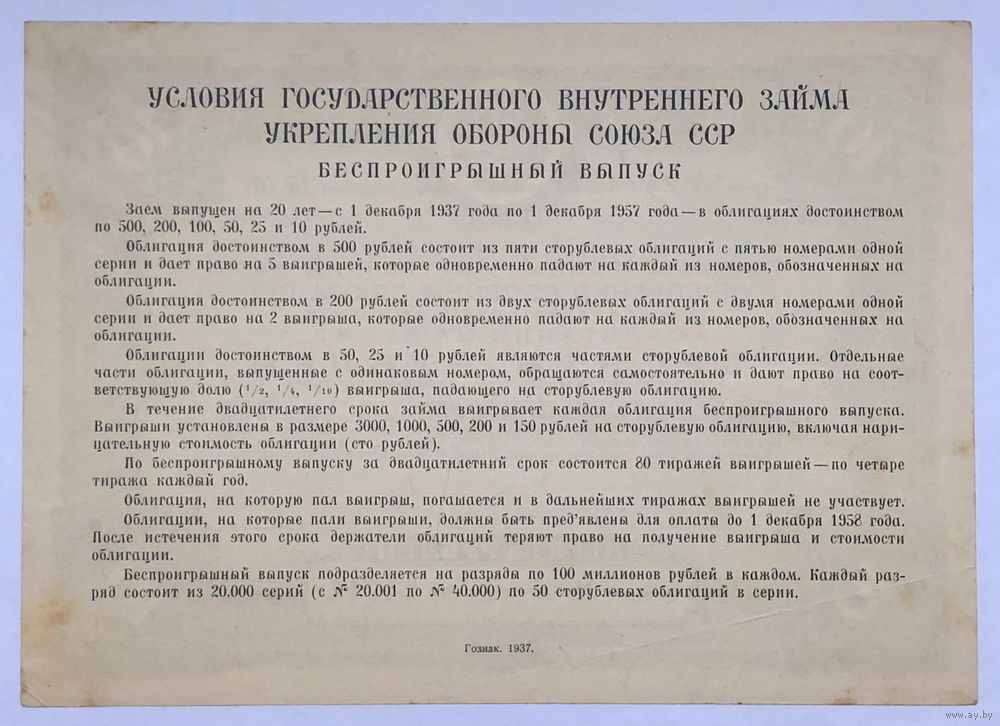 УСЛОВИЯ ГОСУДАРСТВЕННОГО ВНУТРЕННЕГО ЗАЙМА
УКРЕПЛЕНИЯ ОБОРОНЫ СОЮЗА ССР
БЕСПРОИГРЫШНЫЙ ВЫПУСК
Заем выпущен на 20 лет—с 1 декабря 1937 года по 1 декабря 1957 года—в облигациях достоинством
по 500, 200, 100, 50, 25 и 10 рублей.
Облигация достоинством в 500 рублей состоит из пяти сторублевых облигаций с пятью номерами одной
серии и дает право на 5 выигрышей, которые одновременно падают на каждый из номеров, обозначенных на
облигации.
Облигация достоинством в 200 рублей состоит из двух сторублевых облигаций с двумя номерами одной
серии и дает право на 2 выигрыша, которые одновременно падают на каждый из номеров, обозначенных на
облигации.
Облигации достоинством в 50, 25 и 10 рублей являются частями сторублевой облигации. Отдельные
части облигации, выпущенные с одинаковым номером, обращаются самостоятельно и дают право на соот-
ветствующую долю (1/2, 1/4, 1/10) выигрыша, падающего на сторублевую облигацию.
В течение двадцатилетнего срока займа выигрывает каждая облигация беспроигрышного выпуска.
Выигрыши установлены в размере 3000, 1000, 500, 200 и 150 рублей на сторублевую облигацию, включая нари-
цательную стоимость облигации (сто рублей).
По беспроигрышному выпуску за двадцатилетний срок состоится 80 тиражей выигрышей—по четыре
тиража каждый год.
Облигация, на которую пал выигрыш, погашается и в дальнейших тиражах выигрышей не участвует.
Облигации, на которые пали выигрыши, должны быть пред'явлены для оплаты до 1 декабря 1958 года.
После истечения этого срока держатели облигаций теряют право на получение выигрыша и стоимости
облигации.
Беспроигрышный выпуск подразделяется на разряды по 100 миллионов рублей в каждом. Каждый раз-
ряд состоит из 20.000 серий (с № 20.001 по № 40.000) по 50 сторублевых облигаций в серии.
Гознак. 1937.
www.ay.by